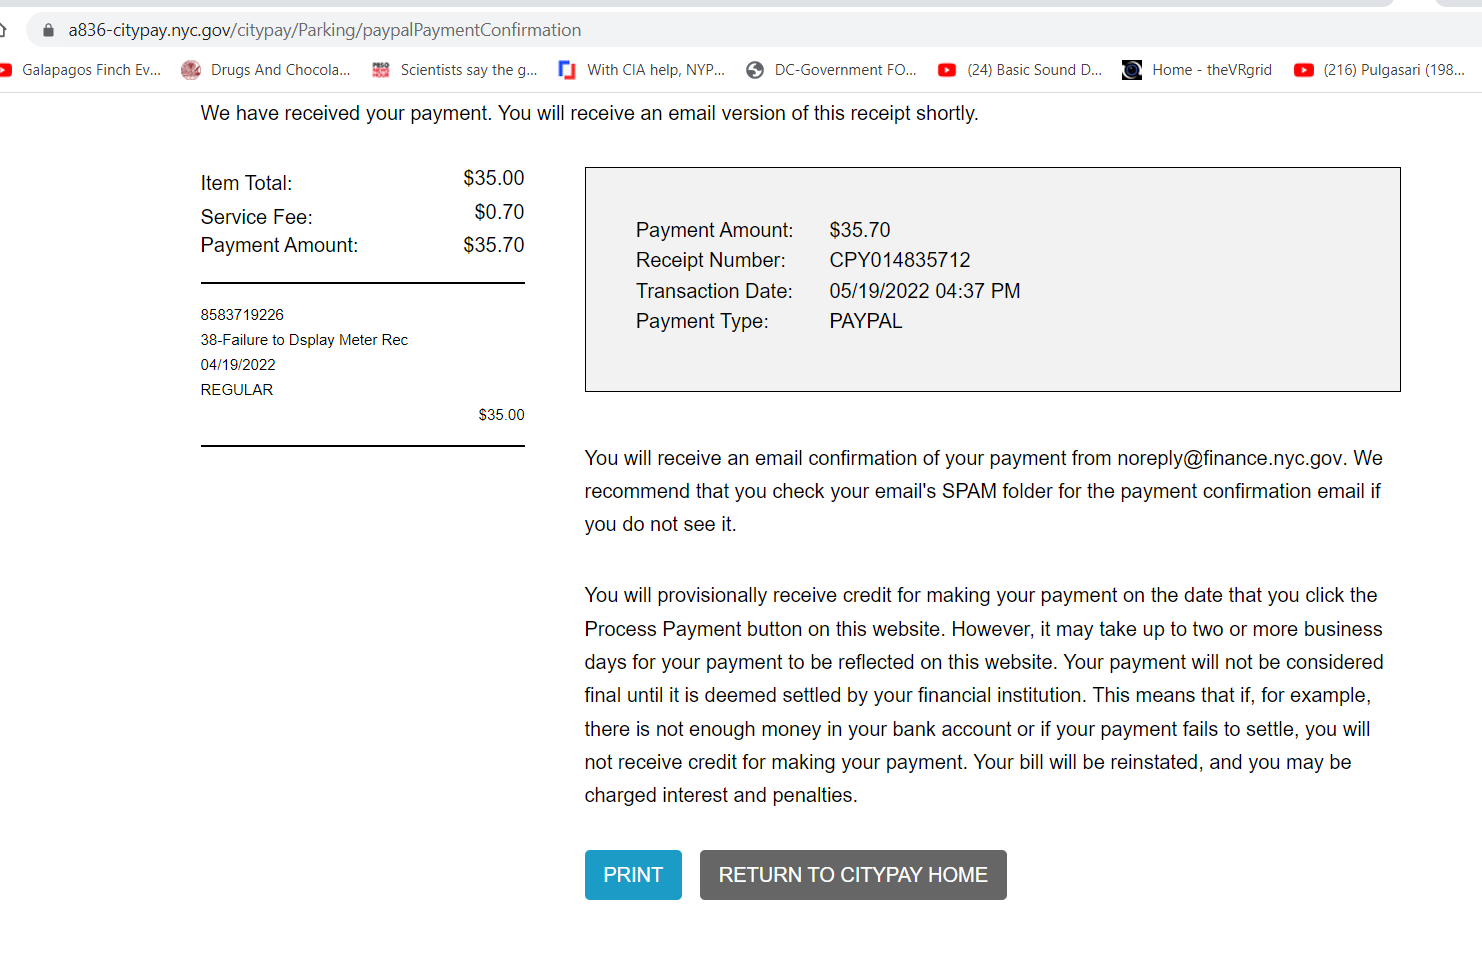 a836-citypay.nyc.gov/citypay/Parking/paypalPaymentConfirmation
Galapagos Finch Ev... Drugs And Chocola... Scientists say the g... With CIA help, NYP... DC-Government FO... (24) Basic Sound D... Home - theVRgrid (216) Pulgasari (198...
We have received your payment. You will receive an email version of this receipt shortly.
Item Total: $35.00
Service Fee: $0.70
Payment Amount: $35.70
8583719226
38-Failure to Dsplay Meter Rec
04/19/2022
REGULAR
$35.00
Payment Amount: $35.70
Receipt Number: CPY014835712
Transaction Date: 05/19/2022 04:37 PM
Payment Type: PAYPAL
You will receive an email confirmation of your payment from noreply@finance.nyc.gov. We
recommend that you check your email's SPAM folder for the payment confirmation email if
you do not see it.
You will provisionally receive credit for making your payment on the date that you click the
Process Payment button on this website. However, it may take up to two or more business
days for your payment to be reflected on this website. Your payment will not be considered
final until it is deemed settled by your financial institution. This means that if, for example,
there is not enough money in your bank account or if your payment fails to settle, you will
not receive credit for making your payment. Your bill will be reinstated, and you may be
charged interest and penalties.
PRINT RETURN TO CITYPAY HOME